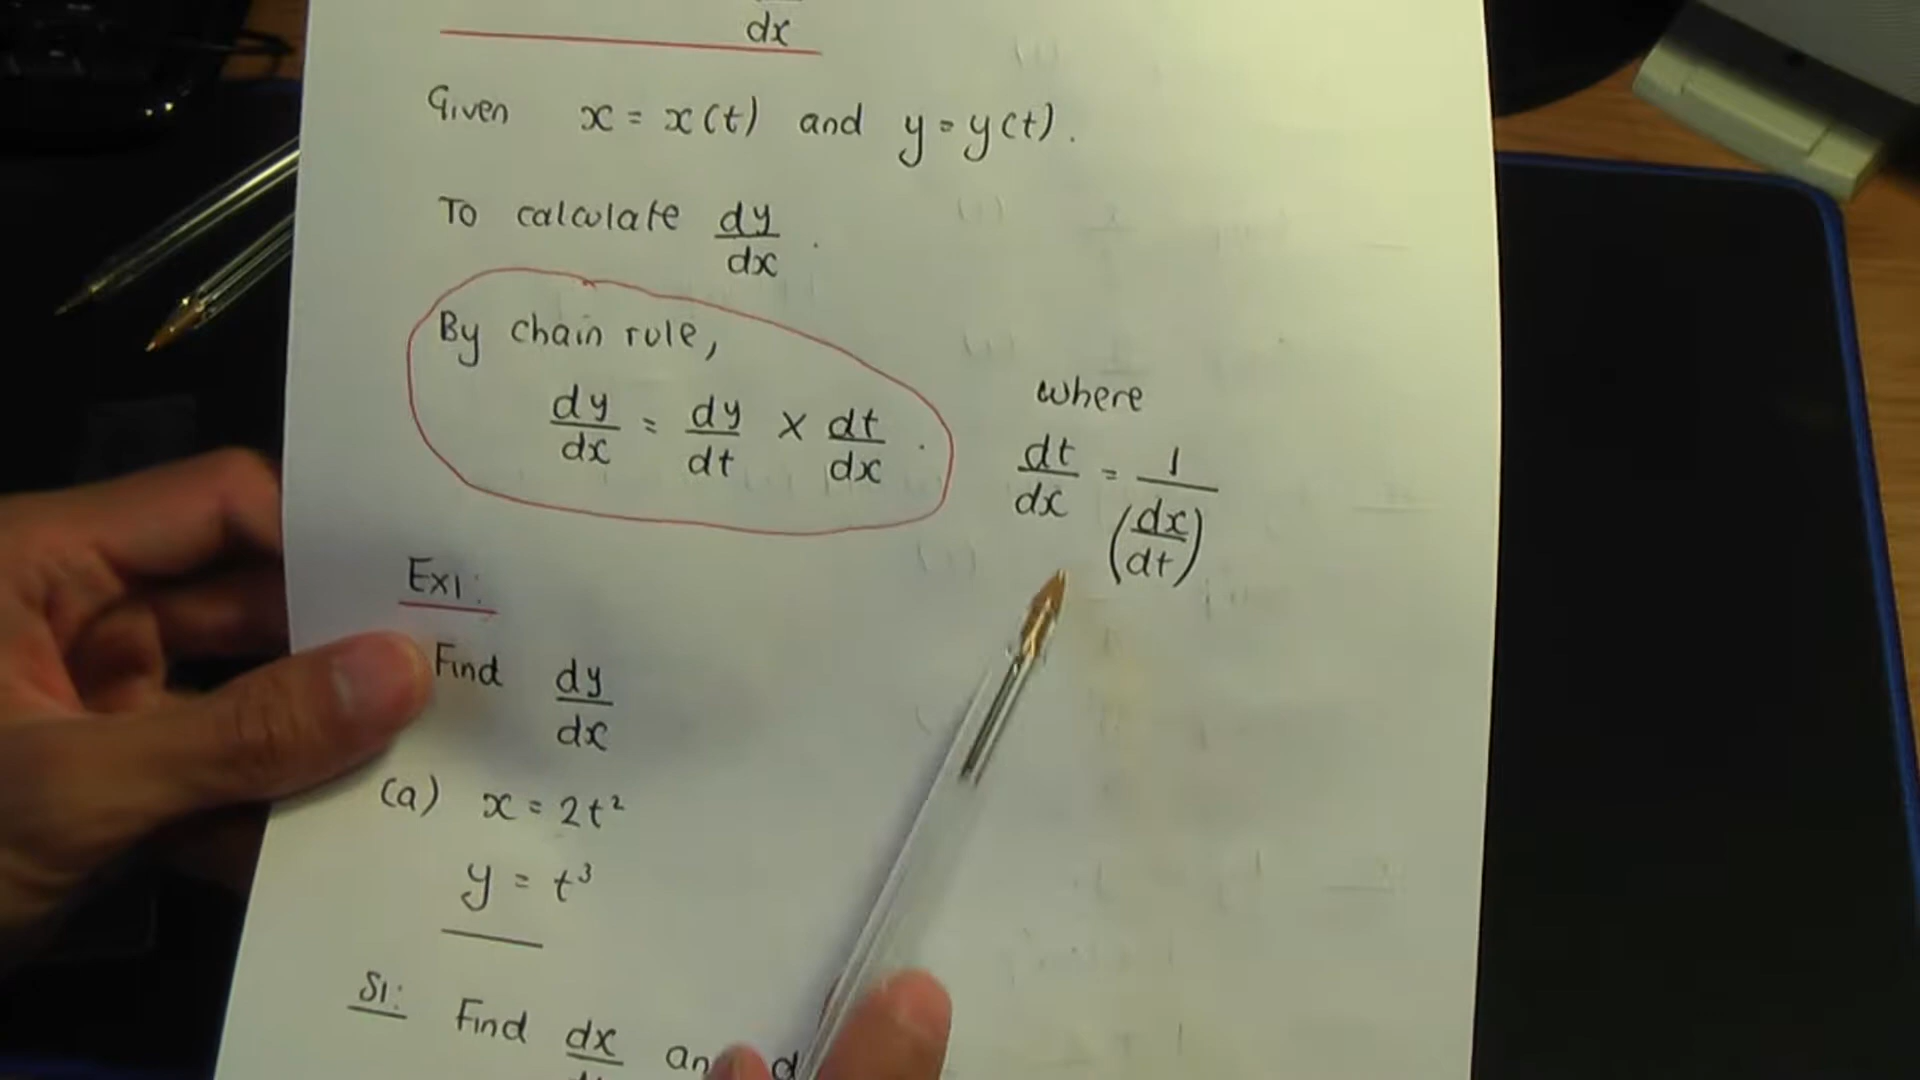 dx
Given x = x(t) and y = y(t).
To calculate dy/dx.
By chain rule,
dy/dx = dy/dt × dt/dx.
where
dt/dx = 1/(dx/dt)
Ex1:
Find dy/dx
(a) x = 2t²
y = t³
S1: Find dx